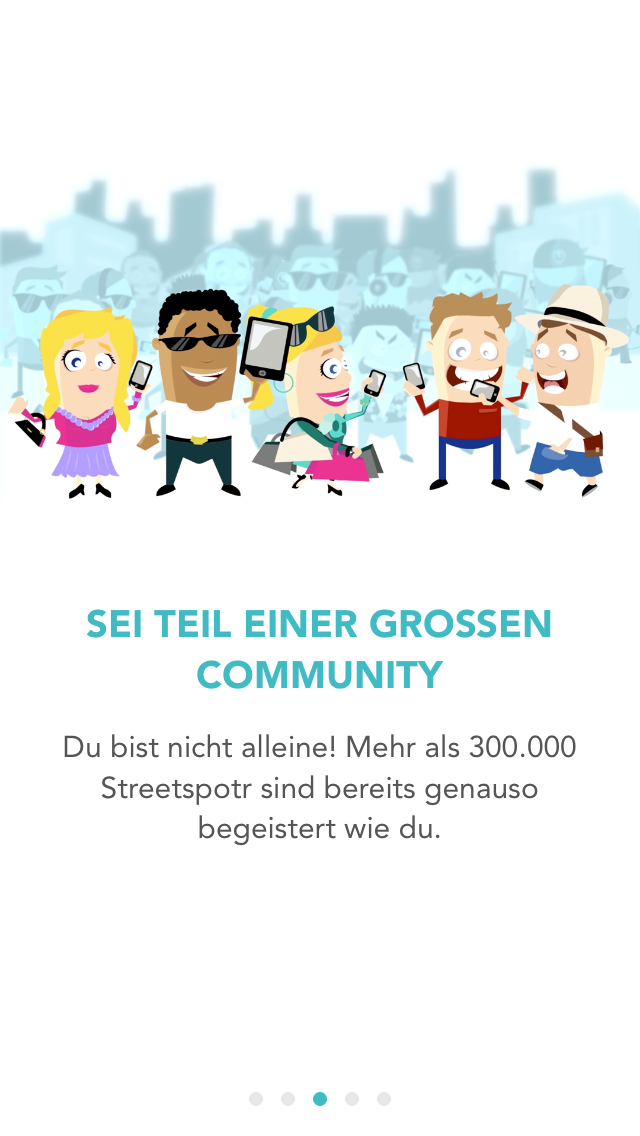 SEI TEIL EINER GROSSEN
COMMUNITY
Du bist nicht alleine! Mehr als 300.000
Streetspotr sind bereits genauso
begeistert wie du.